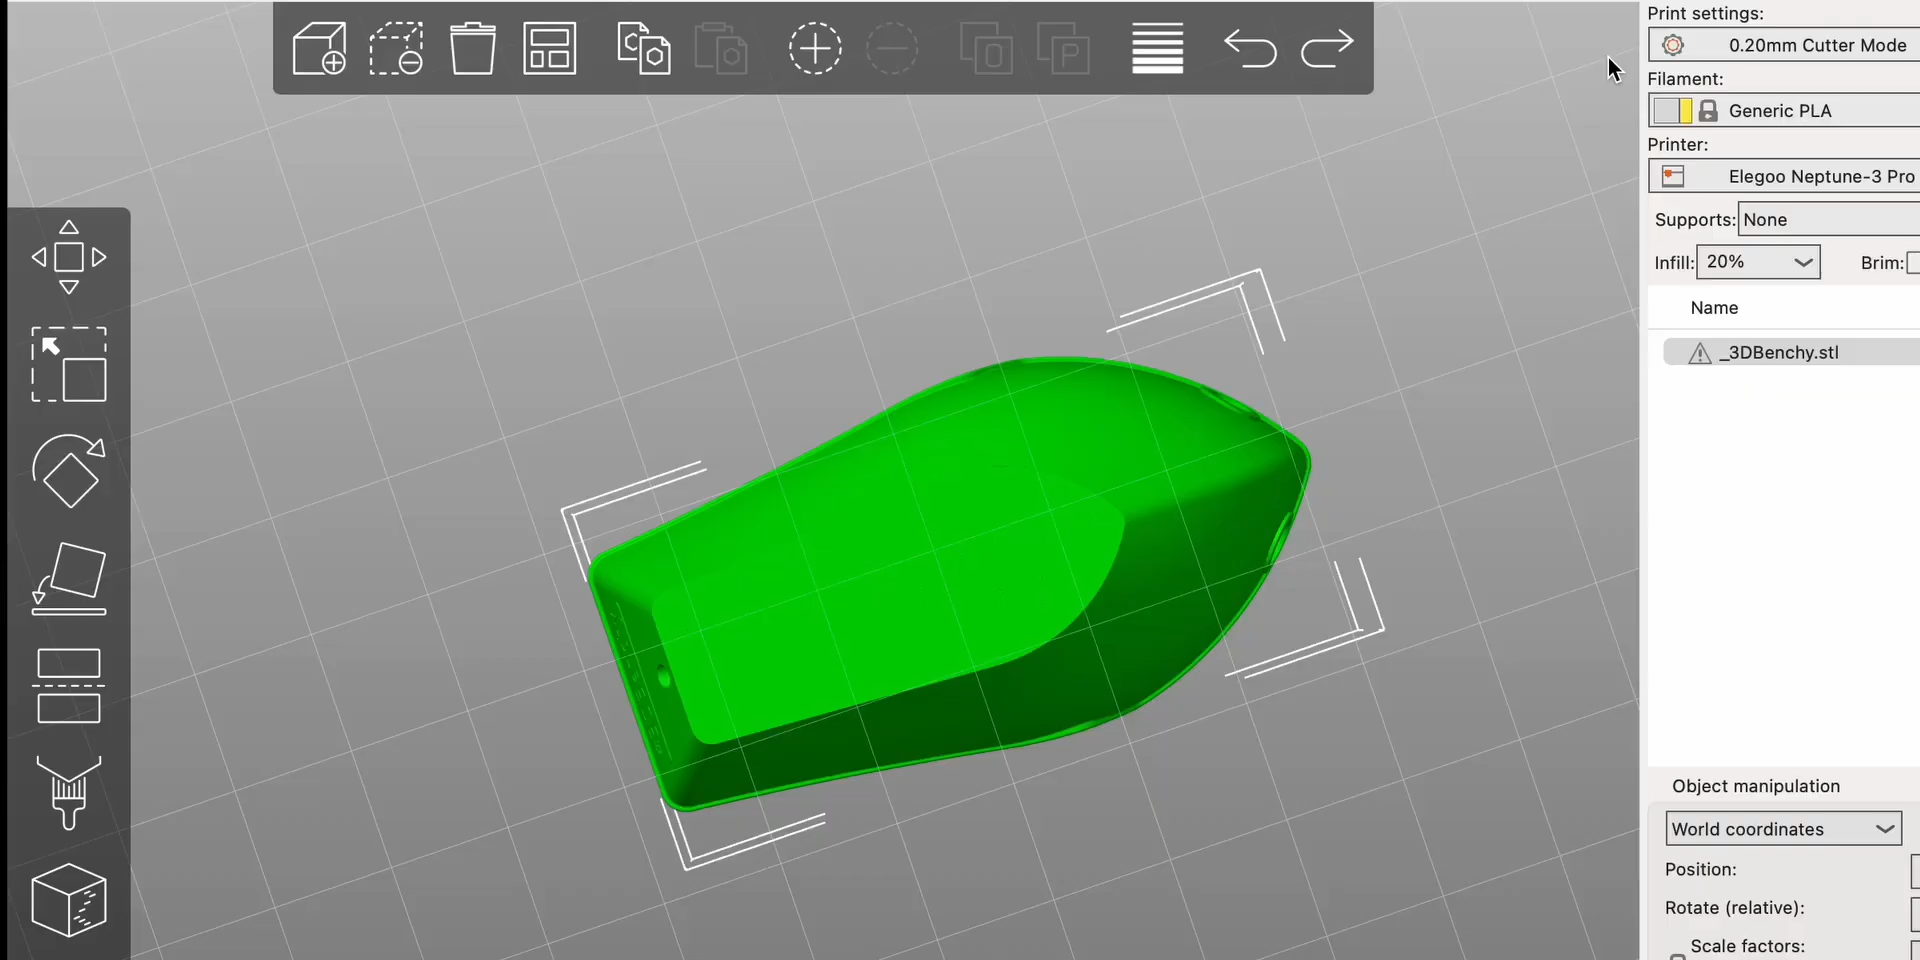 Print settings:
0.20mm Cutter Mode
Filament:
Generic PLA
Printer:
Elegoo Neptune-3 Pro
Supports: None
Infill: 20% Brim:
Name
_3DBenchy.stl
Object manipulation
World coordinates
Position:
Rotate (relative):
Scale factors: